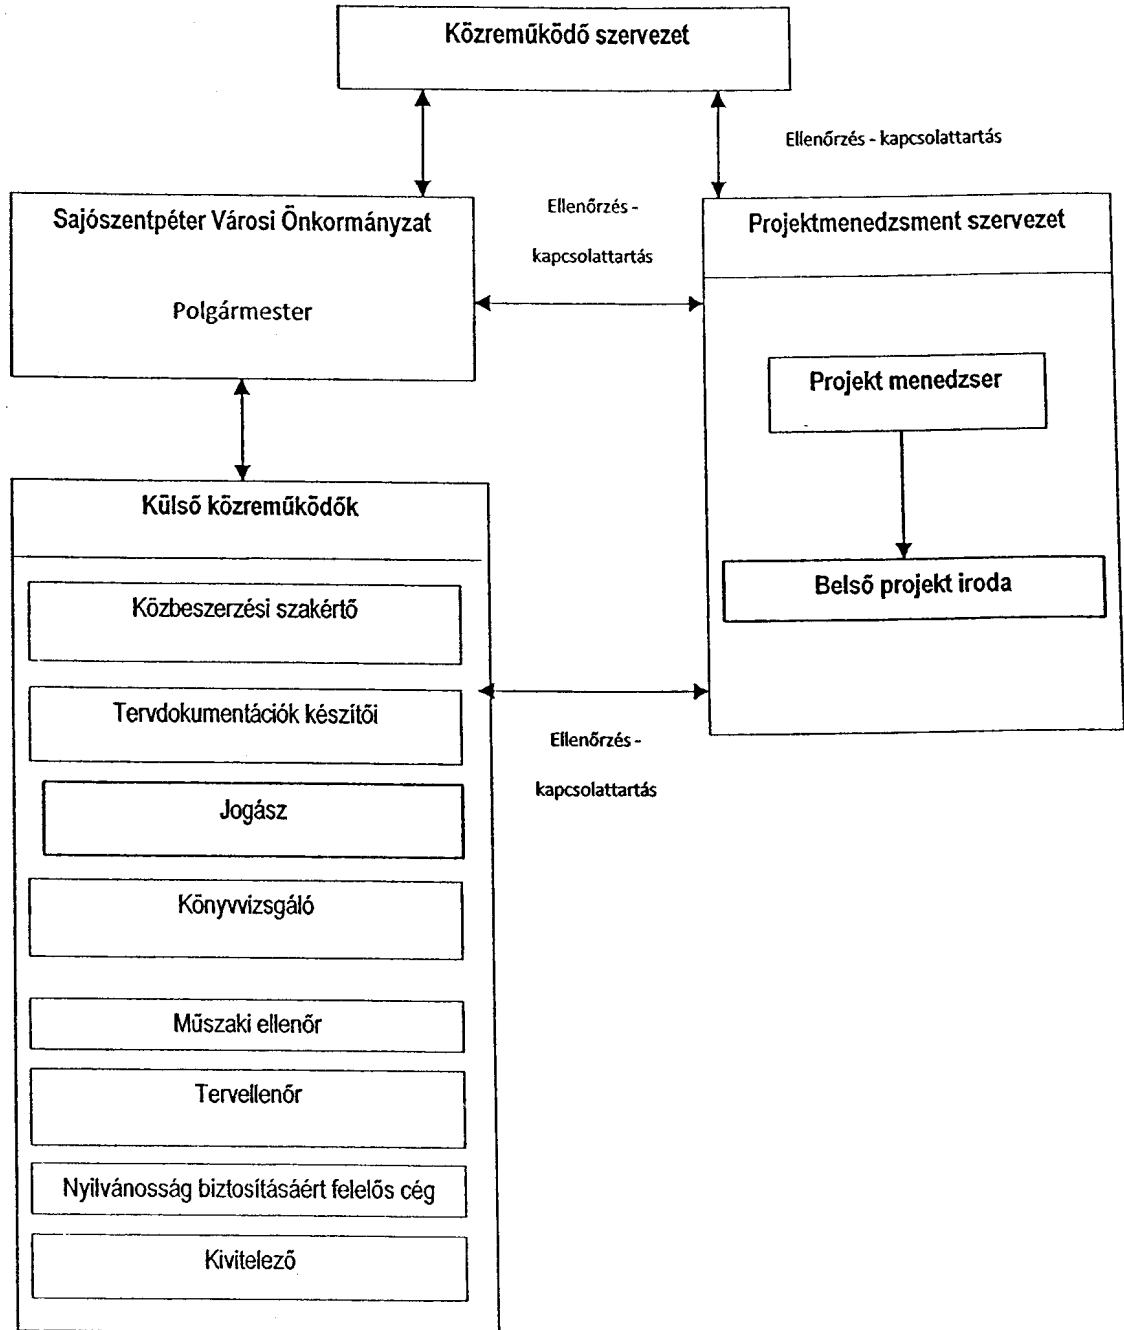 Közreműködő szervezet
Ellenőrzés - kapcsolattartás
Sajószentpéter Városi Önkormányzat
Polgármester
Ellenőrzés -
kapcsolattartás
Projektmenedzsment szervezet
Projekt menedzser
Belső projekt iroda
Külső közreműködők
Közbeszerzési szakértő
Tervdokumentációk készítői
Jogász
Könyvvizsgáló
Műszaki ellenőr
Tervellenőr
Nyilvánosság biztosításáért felelős cég
Kivitelező
Ellenőrzés -
kapcsolattartás